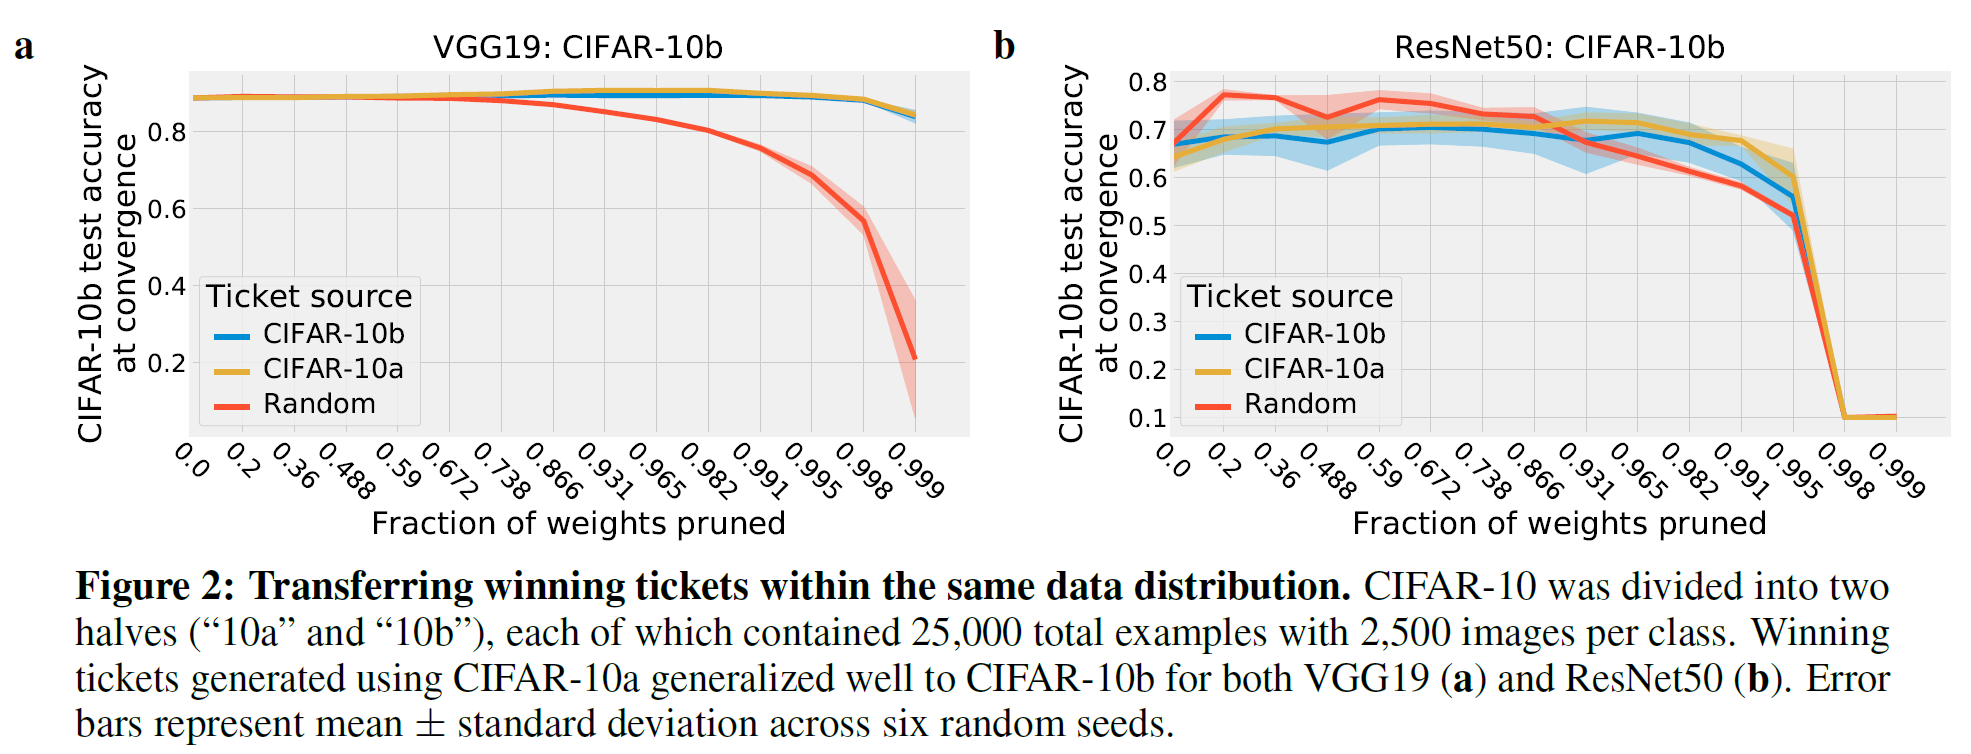 a
VGG19: CIFAR-10b
CIFAR-10b test accuracy
at convergence
0.8
0.6
0.4
0.2
Ticket source
CIFAR-10b
CIFAR-10a
Random
0.0 0.2 0.36 0.488 0.59 0.672 0.738 0.866 0.931 0.965 0.982 0.991 0.995 0.998 0.999
Fraction of weights pruned
b
ResNet50: CIFAR-10b
CIFAR-10b test accuracy
at convergence
0.8
0.7
0.6
0.5
0.4
0.3
0.2
0.1
Ticket source
CIFAR-10b
CIFAR-10a
Random
0.0 0.2 0.36 0.488 0.59 0.672 0.738 0.866 0.931 0.965 0.982 0.991 0.995 0.998 0.999
Fraction of weights pruned
Figure 2: Transferring winning tickets within the same data distribution. CIFAR-10 was divided into two
halves (“10a” and “10b”), each of which contained 25,000 total examples with 2,500 images per class. Winning
tickets generated using CIFAR-10a generalized well to CIFAR-10b for both VGG19 (a) and ResNet50 (b). Error
bars represent mean ± standard deviation across six random seeds.